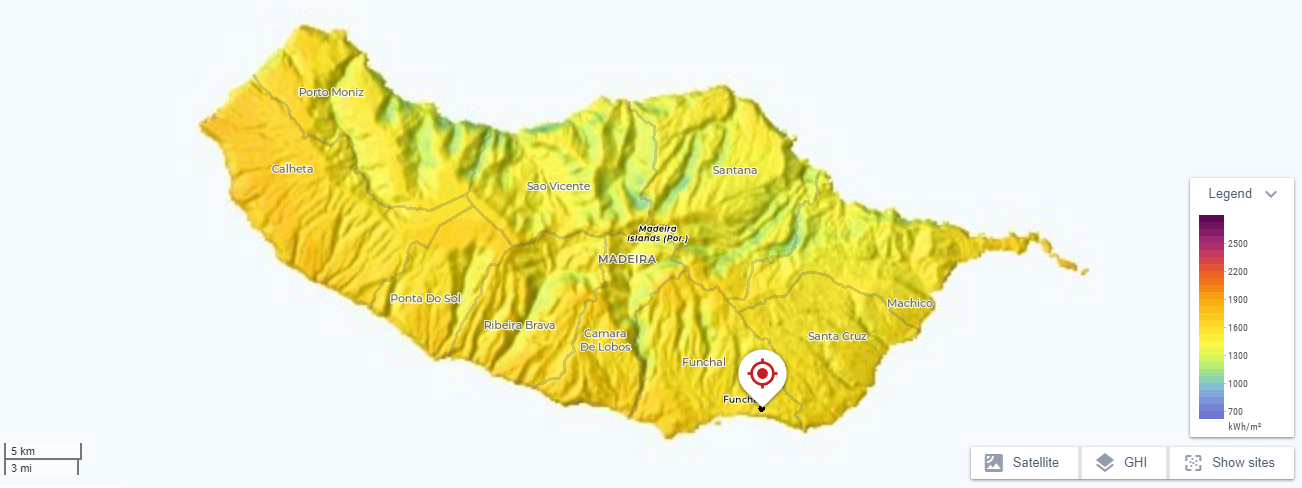 Porto Moniz
Calheta
Sao Vicente
Santana
Madeira
Islands (Por.)
MADEIRA
Ponta Do Sol
Ribeira Brava
Camara
De Lobos
Machico
Santa Cruz
Funchal
Funcha
Legend
2500
2200
1900
1600
1300
1000
700
kWh/m²
5 km
3 mi
Satellite
GHI
Show sites